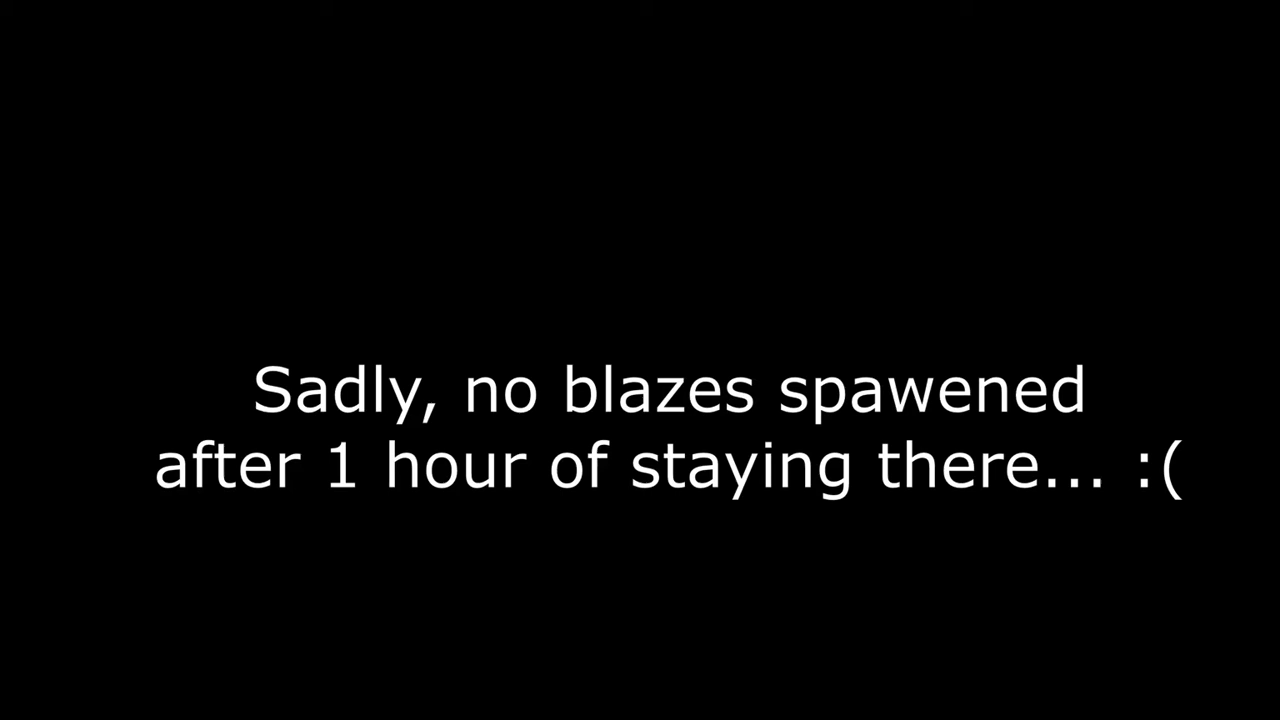 Sadly, no blazes spawened
after 1 hour of staying there... :(